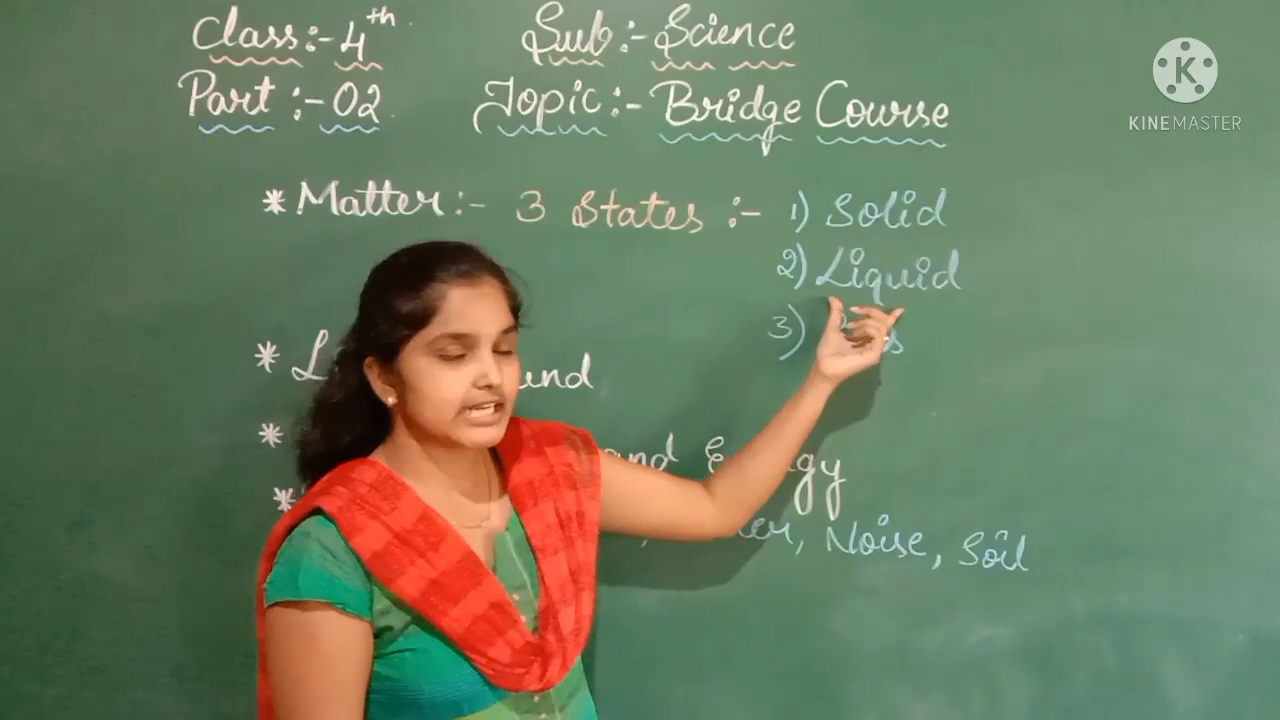 Class:- 4th Sub:- Science
Part:- 02 Topic:- Bridge Course
KINEMASTER
* Matter:- 3 States:- 1) Solid
2) Liquid
3)
*
* and
* Noise, Soil